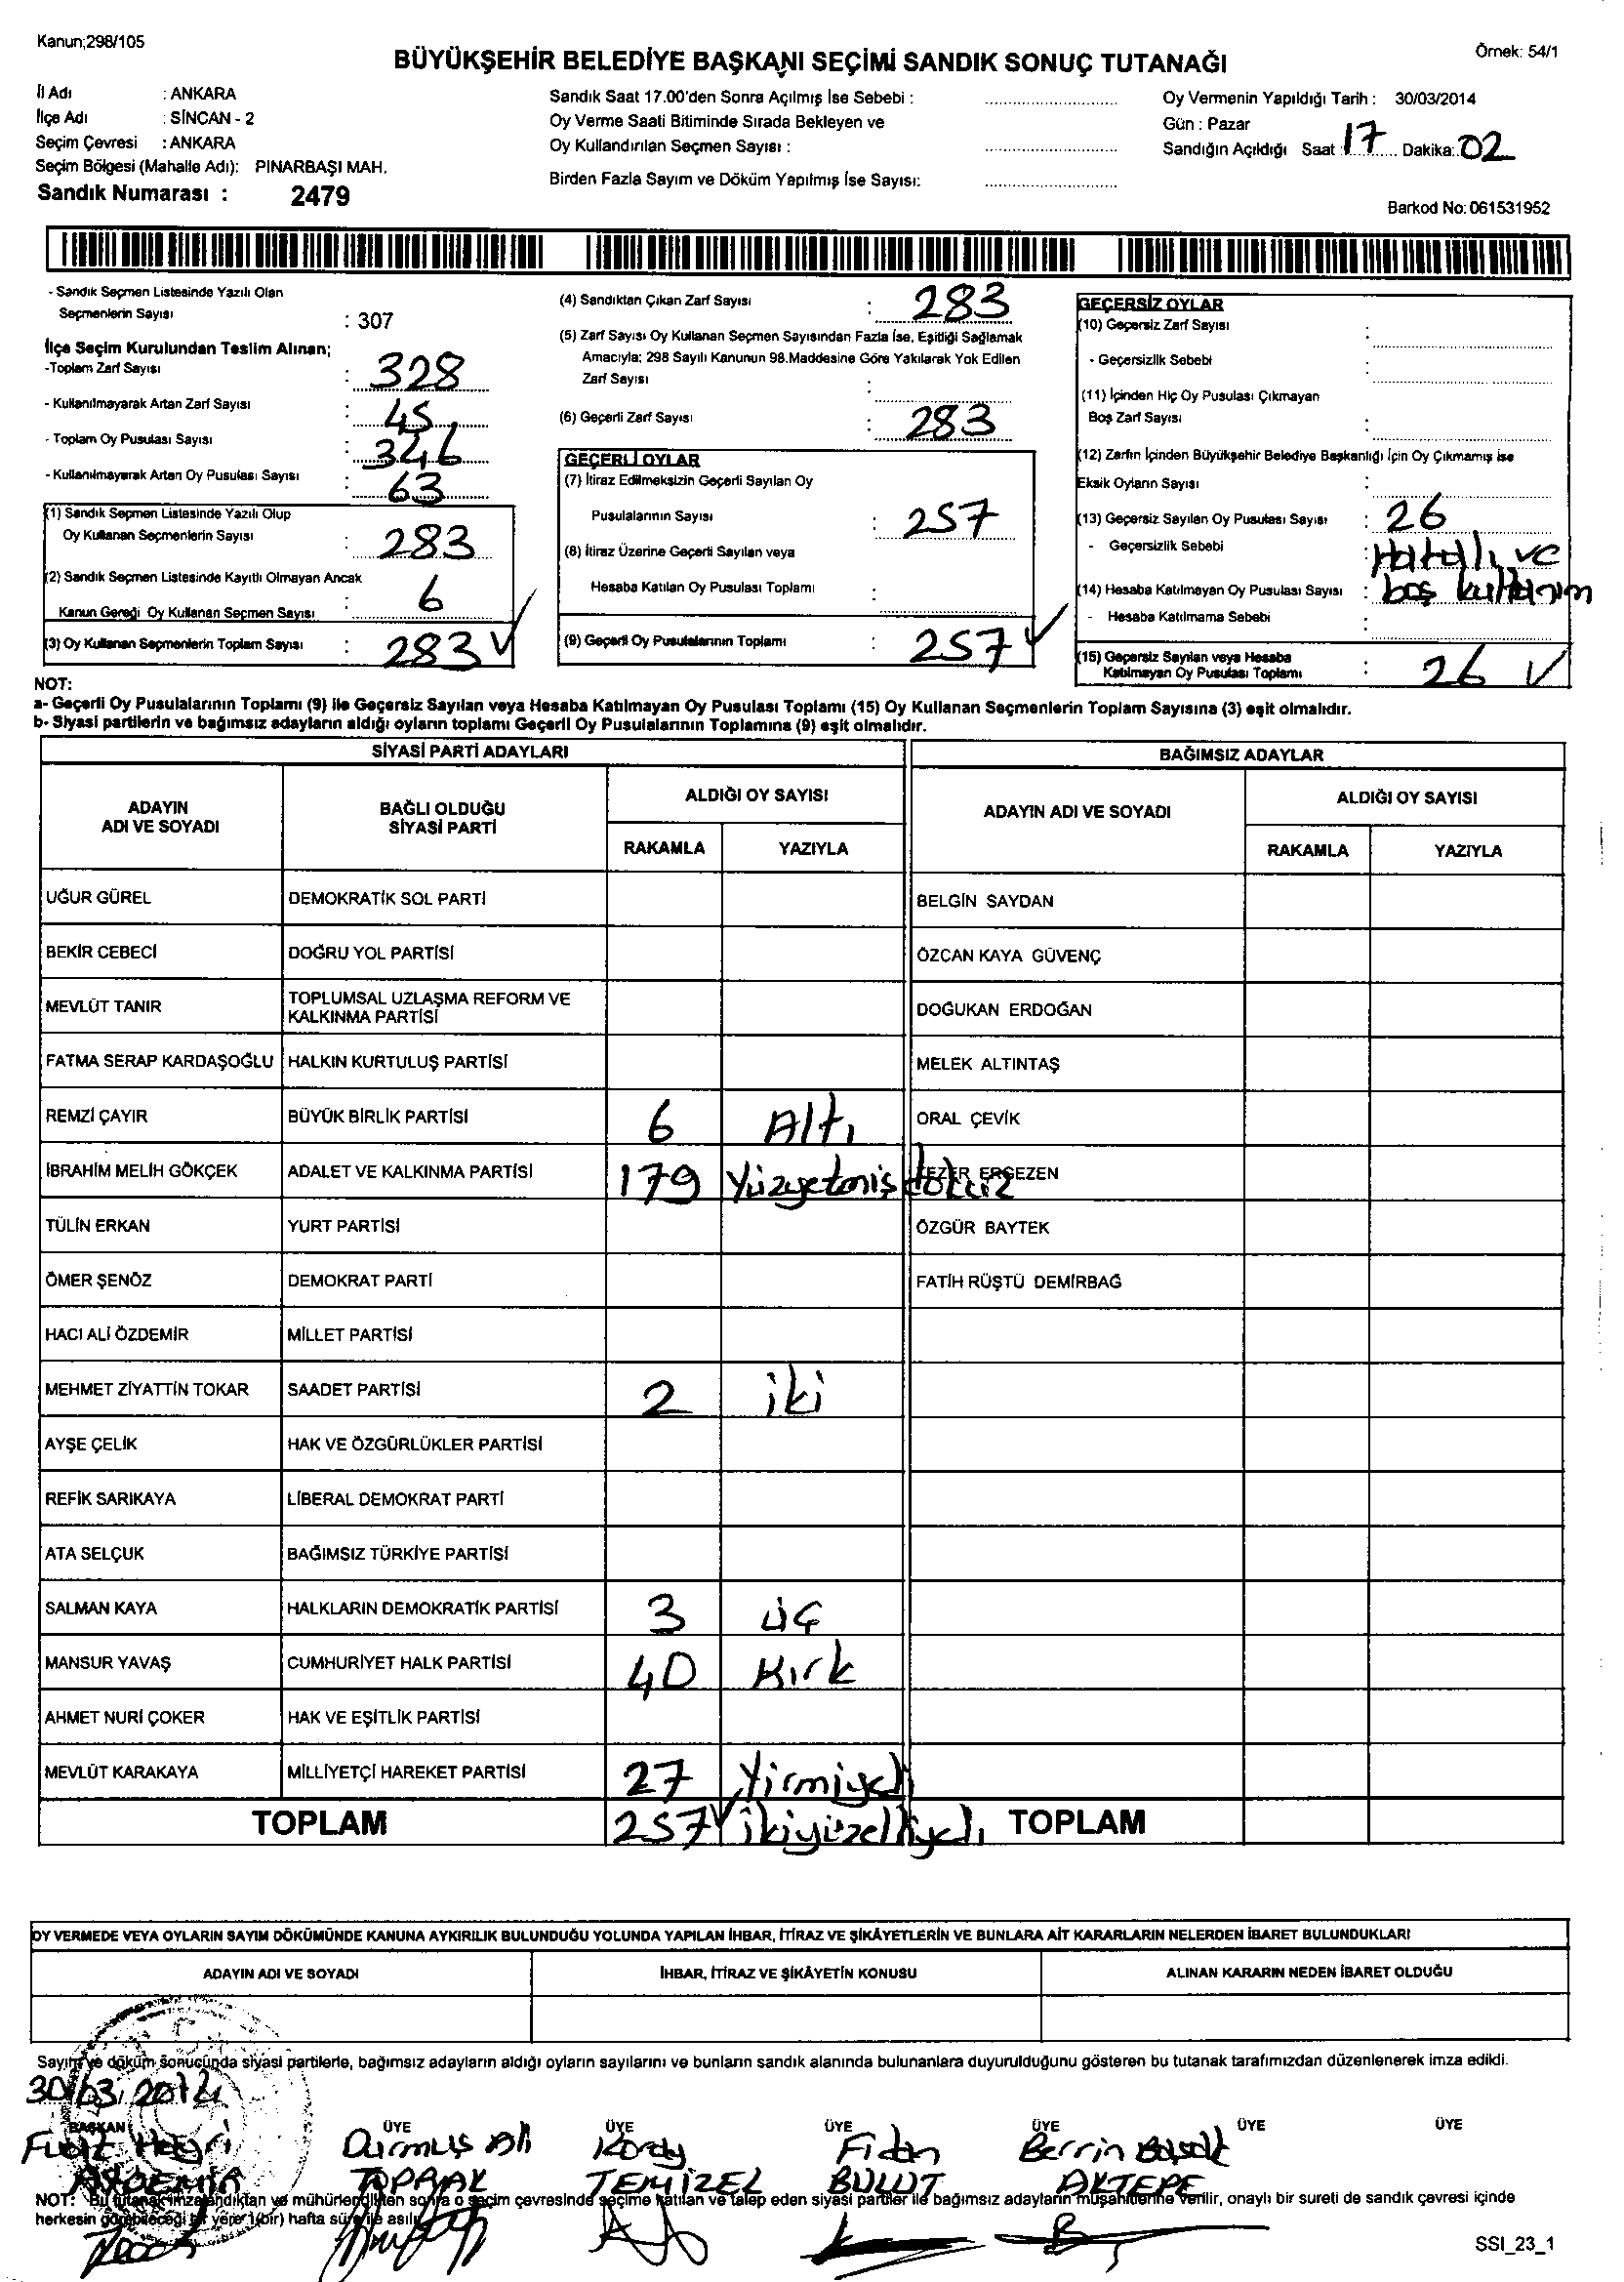 Kanun;298/105
Örnek: 54/1
BÜYÜKŞEHİR BELEDİYE BAŞKANI SEÇİMİ SANDIK SONUÇ TUTANAĞI
İl Adı : ANKARA
İlçe Adı : SİNCAN - 2
Seçim Çevresi : ANKARA
Seçim Bölgesi (Mahalle Adı): PINARBAŞI MAH.
Sandık Numarası : 2479
Sandık Saat 17.00'den Sonra Açılmış İse Sebebi :
Oy Verme Saati Bitiminde Sırada Bekleyen ve
Oy Kullandırılan Seçmen Sayısı :
Birden Fazla Sayım ve Döküm Yapılmış İse Sayısı:
Oy Vermenin Yapıldığı Tarih : 30/03/2014
Gün : Pazar
Sandığın Açıldığı Saat : 17 Dakika: 02
Barkod No: 061531952
- Sandık Seçmen Listesinde Yazılı Olan
Seçmenlerin Sayısı : 307
İlçe Seçim Kurulundan Teslim Alınan;
-Toplam Zarf Sayısı : 328
- Kullanılmayarak Artan Zarf Sayısı : 45
- Toplam Oy Pusulası Sayısı : 346
- Kullanılmayarak Artan Oy Pusulası Sayısı : 63
(1) Sandık Seçmen Listesinde Yazılı Olup
Oy Kullanan Seçmenlerin Sayısı : 283
(2) Sandık Seçmen Listesinde Kayıtlı Olmayan Ancak
Kanun Gereği Oy Kullanan Seçmen Sayısı : 6
(3) Oy Kullanan Seçmenlerin Toplam Sayısı : 283 ✓
(4) Sandıktan Çıkan Zarf Sayısı : 283
(5) Zarf Sayısı Oy Kullanan Seçmen Sayısından Fazla İse, Eşitliği Sağlamak
Amacıyla; 298 Sayılı Kanunun 98.Maddesine Göre Yakılarak Yok Edilen
Zarf Sayısı :
(6) Geçerli Zarf Sayısı : 283
GEÇERLİ OYLAR
(7) İtiraz Edilmeksizin Geçerli Sayılan Oy
Pusulalarının Sayısı : 257
(8) İtiraz Üzerine Geçerli Sayılan veya
Hesaba Katılan Oy Pusulası Toplamı :
(9) Geçerli Oy Pusulalarının Toplamı : 257 ✓
GEÇERSİZ OYLAR
(10) Geçersiz Zarf Sayısı :
- Geçersizlik Sebebi :
(11) İçinden Hiç Oy Pusulası Çıkmayan
Boş Zarf Sayısı :
(12) Zarfın İçinden Büyükşehir Belediye Başkanlığı İçin Oy Çıkmamış ise
Eksik Oyların Sayısı :
(13) Geçersiz Sayılan Oy Pusulası Sayısı : 26
- Geçersizlik Sebebi : Hatalı ve
(14) Hesaba Katılmayan Oy Pusulası Sayısı : boş kullanım
- Hesaba Katılmama Sebebi :
(15) Geçersiz Sayılan veya Hesaba
Katılmayan Oy Pusulası Toplamı : 26 ✓
NOT:
a- Geçerli Oy Pusulalarının Toplamı (9) ile Geçersiz Sayılan veya Hesaba Katılmayan Oy Pusulası Toplamı (15) Oy Kullanan Seçmenlerin Toplam Sayısına (3) eşit olmalıdır.
b- Siyasi partilerin ve bağımsız adayların aldığı oyların toplamı Geçerli Oy Pusulalarının Toplamına (9) eşit olmalıdır.
SİYASİ PARTİ ADAYLARI
ADAYIN ADI VE SOYADI BAĞLI OLDUĞU SİYASİ PARTİ ALDIĞI OY SAYISI RAKAMLA YAZIYLA
UĞUR GÜREL DEMOKRATİK SOL PARTİ
BEKİR CEBECİ DOĞRU YOL PARTİSİ
MEVLÜT TANIR TOPLUMSAL UZLAŞMA REFORM VE KALKINMA PARTİSİ
FATMA SERAP KARDAŞOĞLU HALKIN KURTULUŞ PARTİSİ
REMZİ ÇAYIR BÜYÜK BİRLİK PARTİSİ 6 Altı
İBRAHİM MELİH GÖKÇEK ADALET VE KALKINMA PARTİSİ 179 Yüzyetmişdokuz
TÜLİN ERKAN YURT PARTİSİ
ÖMER ŞENÖZ DEMOKRAT PARTİ
HACI ALİ ÖZDEMİR MİLLET PARTİSİ
MEHMET ZİYATTİN TOKAR SAADET PARTİSİ 2 iki
AYŞE ÇELİK HAK VE ÖZGÜRLÜKLER PARTİSİ
REFİK SARIKAYA LİBERAL DEMOKRAT PARTİ
ATA SELÇUK BAĞIMSIZ TÜRKİYE PARTİSİ
SALMAN KAYA HALKLARIN DEMOKRATİK PARTİSİ 3 üç
MANSUR YAVAŞ CUMHURİYET HALK PARTİSİ 40 Kırk
AHMET NURİ ÇOKER HAK VE EŞİTLİK PARTİSİ
MEVLÜT KARAKAYA MİLLİYETÇİ HAREKET PARTİSİ 27 Yirmiyedi
TOPLAM 257 ✓ ikiyüzelliyedi
BAĞIMSIZ ADAYLAR
ADAYIN ADI VE SOYADI ALDIĞI OY SAYISI RAKAMLA YAZIYLA
BELGİN SAYDAN
ÖZCAN KAYA GÜVENÇ
DOĞUKAN ERDOĞAN
MELEK ALTINTAŞ
ORAL ÇEVİK
EZER ERGEZEN
ÖZGÜR BAYTEK
FATİH RÜŞTÜ DEMİRBAĞ
TOPLAM
OY VERMEDE VEYA OYLARIN SAYIM DÖKÜMÜNDE KANUNA AYKIRILIK BULUNDUĞU YOLUNDA YAPILAN İHBAR, İTİRAZ VE ŞİKÂYETLERİN VE BUNLARA AİT KARARLARIN NELERDEN İBARET BULUNDUKLARI
ADAYIN ADI VE SOYADI İHBAR, İTİRAZ VE ŞİKÂYETİN KONUSU ALINAN KARARIN NEDEN İBARET OLDUĞU
Sayım ve döküm sonucunda siyasi partilerle, bağımsız adayların aldığı oyların sayılarını ve bunların sandık alanında bulunanlara duyurulduğunu gösteren bu tutanak tarafımızdan düzenlenerek imza edildi.
30/03/2014
BAŞKAN ÜYE ÜYE ÜYE ÜYE ÜYE ÜYE
Durmuş Ali Koray Fidan Berrin
AKDEMİR TOPRAK TEMİZEL BULUT AKTEPE
NOT: Bu tutanak imzalandıktan ve mühürlendikten sonra o seçim çevresinde seçime katılan ve talep eden siyasi partiler ile bağımsız adayların müşahitlerine verilir, onaylı bir sureti de sandık çevresi içinde
herkesin görebileceği bir yere 1(bir) hafta süre ile asılır.
SSI_23_1